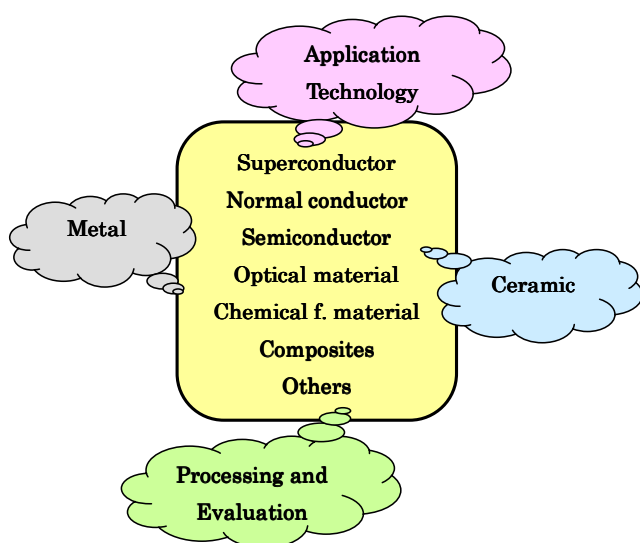 Application
Technology
Superconductor
Normal conductor
Metal
Semiconductor
Optical material
Ceramic
Chemical f. material
Composites
Others
Processing and
Evaluation